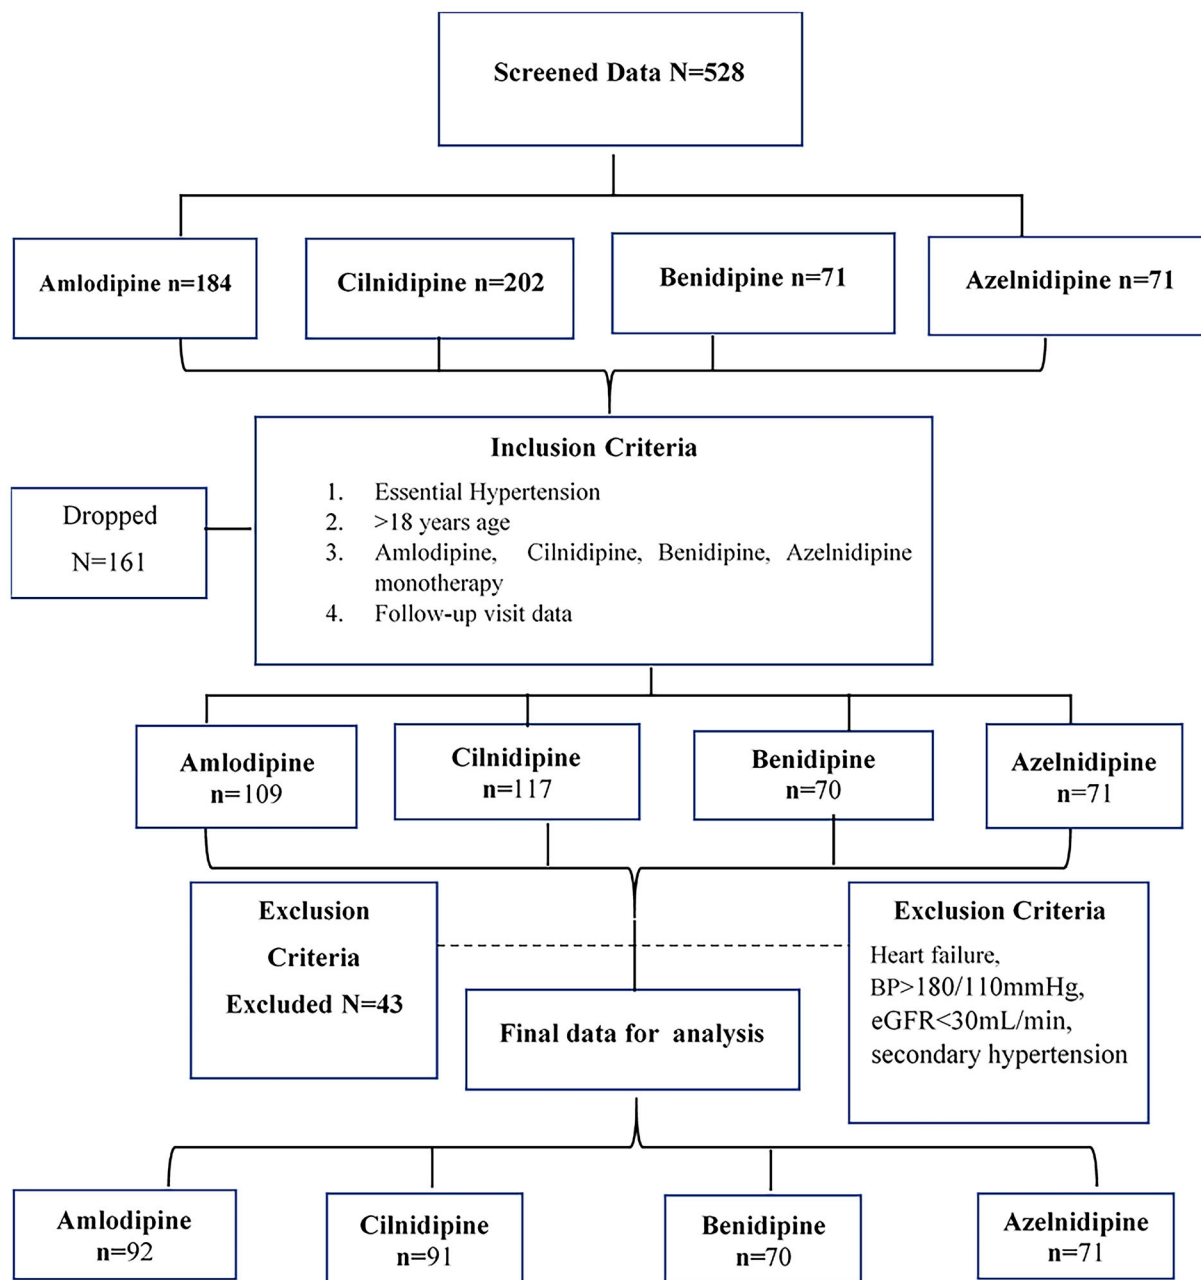 Screened Data N=528
Amlodipine n=184
Cilnidipine n=202
Benidipine n=71
Azelnidipine n=71
Inclusion Criteria
1. Essential Hypertension
2. >18 years age
3. Amlodipine, Cilnidipine, Benidipine, Azelnidipine
monotherapy
4. Follow-up visit data
Dropped
N=161
Amlodipine
n=109
Cilnidipine
n=117
Benidipine
n=70
Azelnidipine
n=71
Exclusion
Criteria
Excluded N=43
Exclusion Criteria
Heart failure,
BP>180/110mmHg,
eGFR<30mL/min,
secondary hypertension
Final data for analysis
Amlodipine
n=92
Cilnidipine
n=91
Benidipine
n=70
Azelnidipine
n=71